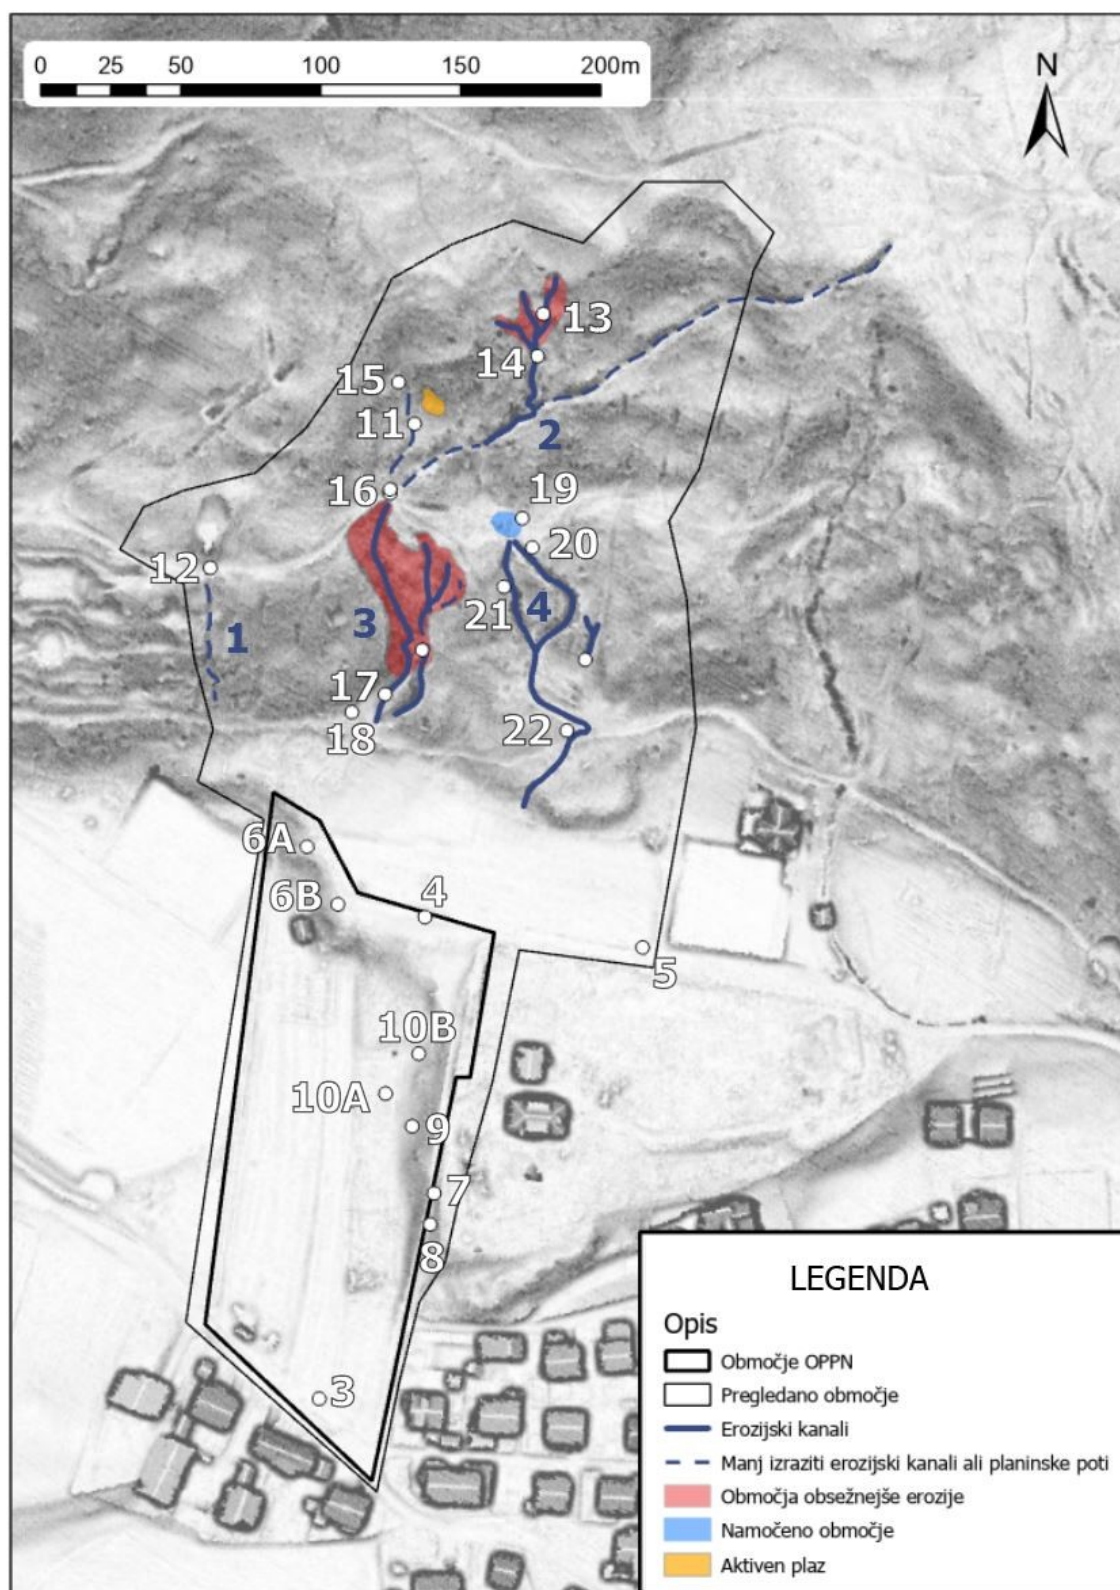 0 25 50 100 150 200m
N
13
14
15
11
2
16
19
20
12
21
4
3
1
17
18
22
6A
6B
4
5
10B
10A
9
7
8
3
LEGENDA
Opis
Območje OPPN
Pregledano območje
Erozijski kanali
Manj izraziti erozijski kanali ali planinske poti
Območja obsežnejše erozije
Namočeno območje
Aktiven plaz